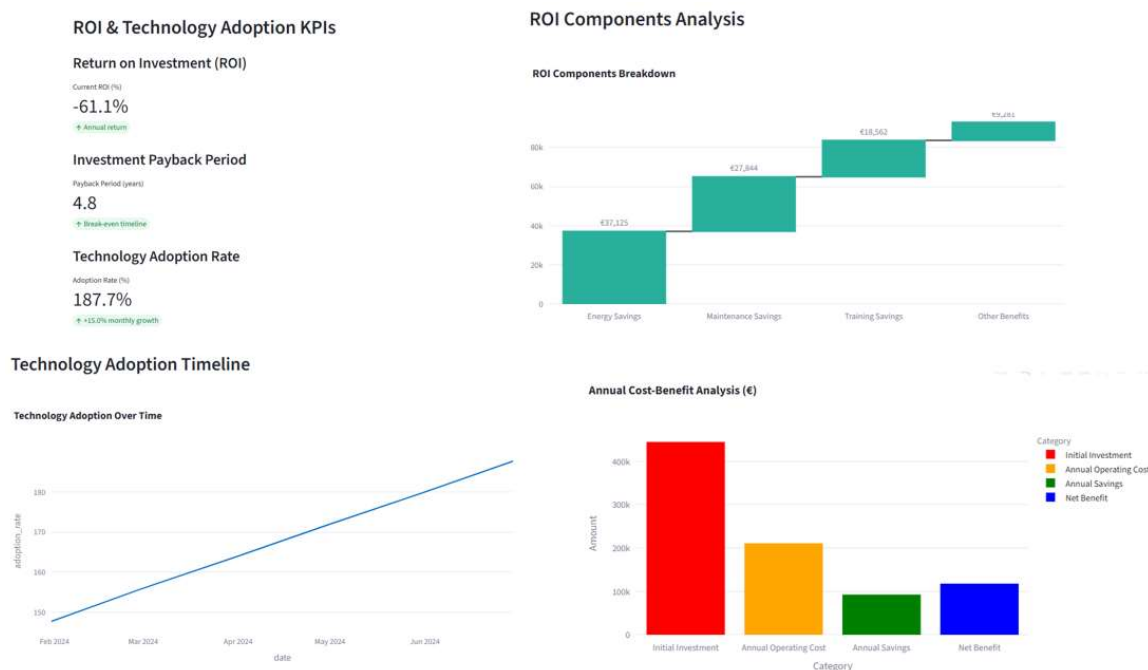 ROI & Technology Adoption KPIs
Return on Investment (ROI)
Current ROI (%)
-61.1%
↑ Annual return
Investment Payback Period
Payback Period (years)
4.8
↑ Break-even timeline
Technology Adoption Rate
Adoption Rate (%)
187.7%
↑ +15.0% monthly growth
ROI Components Analysis
ROI Components Breakdown
€9,281
€18,562
80k
€27,844
60k
€37,125
40k
20k
0
Energy Savings
Maintenance Savings
Training Savings
Other Benefits
Technology Adoption Timeline
Technology Adoption Over Time
adoption_rate
180
170
160
150
Feb 2024
Mar 2024
Apr 2024
May 2024
Jun 2024
date
Annual Cost-Benefit Analysis (€)
Category
Initial Investment
Annual Operating Cost
Annual Savings
Net Benefit
Amount
400k
300k
200k
100k
0
Initial Investment
Annual Operating Cost
Annual Savings
Net Benefit
Category